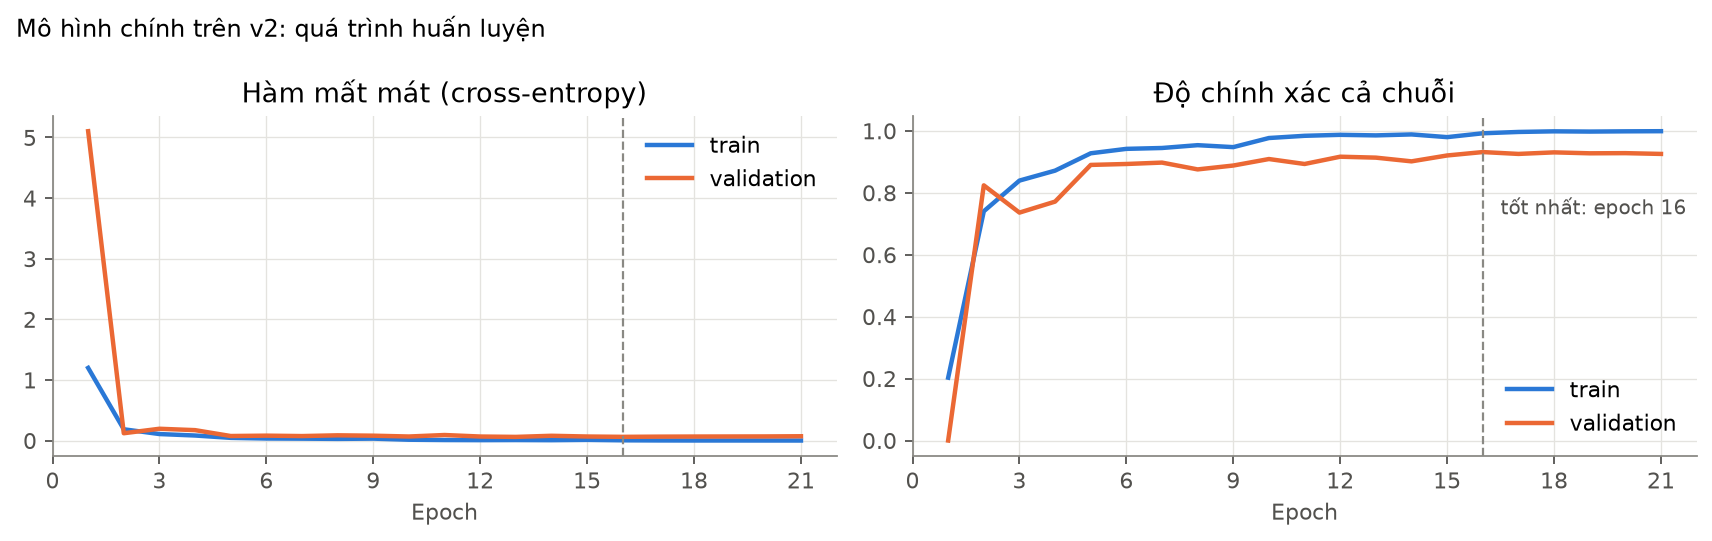 Mô hình chính trên v2: quá trình huấn luyện
Hàm mất mát (cross-entropy)
5
4
3
2
1
0
0 3 6 9 12 15 18 21
Epoch
train
validation
Độ chính xác cả chuỗi
1.0
0.8
0.6
0.4
0.2
0.0
0 3 6 9 12 15 18 21
Epoch
tốt nhất: epoch 16
train
validation